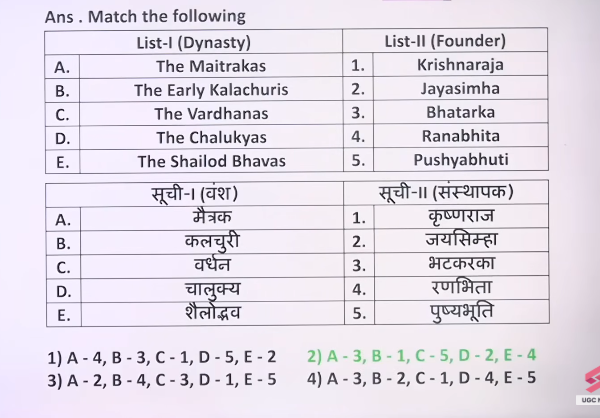 Ans . Match the following
List-I (Dynasty) List-II (Founder)
A. The Maitrakas 1. Krishnaraja
B. The Early Kalachuris 2. Jayasimha
C. The Vardhanas 3. Bhatarka
D. The Chalukyas 4. Ranabhita
E. The Shailod Bhavas 5. Pushyabhuti
सूची-I (वंश) सूची-II (संस्थापक)
A. मैत्रक 1. कृष्णराज
B. कलचुरी 2. जयसिम्हा
C. वर्धन 3. भटकरका
D. चालुक्य 4. रणभिता
E. शैलोद्भव 5. पुष्यभूति
1) A - 4, B - 3, C - 1, D - 5, E - 2 2) A - 3, B - 1, C - 5, D - 2, E - 4
3) A - 2, B - 4, C - 3, D - 1, E - 5 4) A - 3, B - 2, C - 1, D - 4, E - 5
UGC